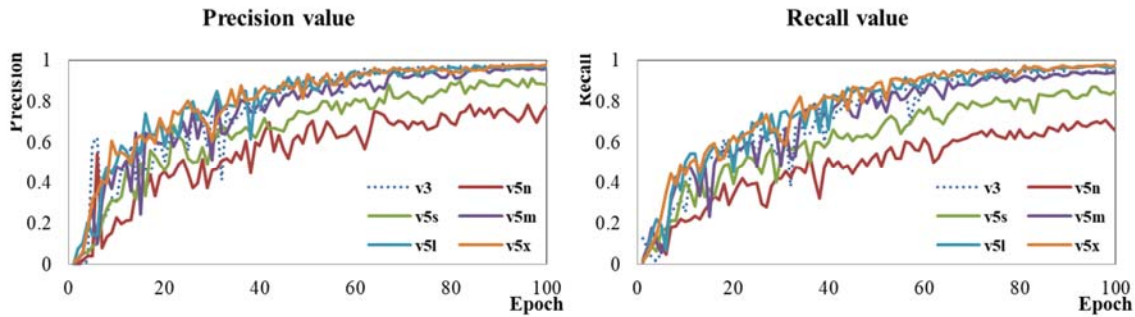 Precision value
Precision
1
0.8
0.6
0.4
0.2
0
0 20 40 60 80 100
Epoch
v3 v5n
v5s v5m
v5l v5x
Recall value
Recall
1
0.8
0.6
0.4
0.2
0
0 20 40 60 80 100
Epoch
v3 v5n
v5s v5m
v5l v5x